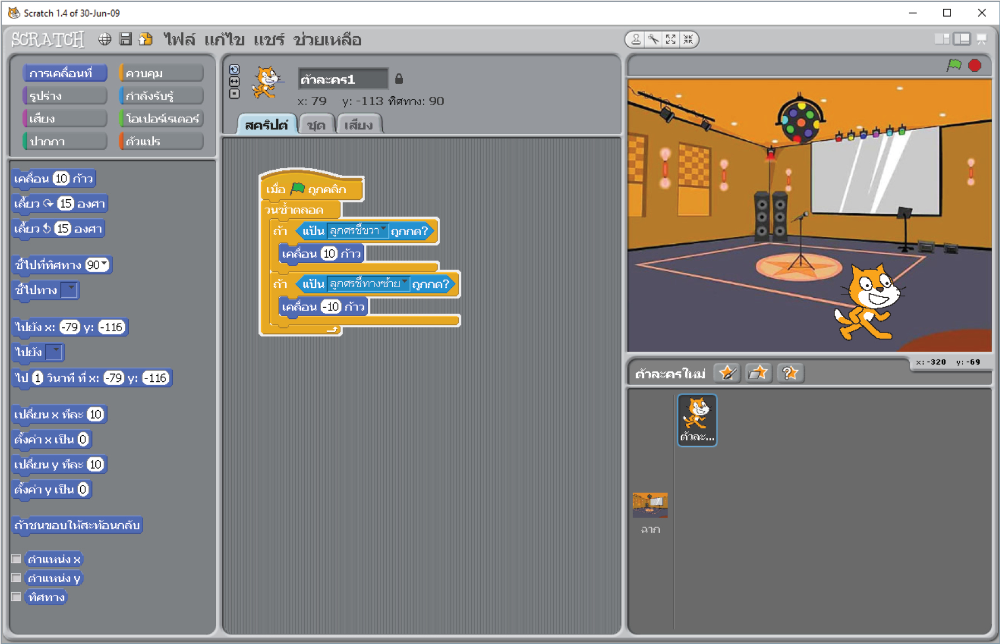 Scratch 1.4 of 30-Jun-09
SCRATCH ไฟล์ แก้ไข แชร์ ช่วยเหลือ
การเคลื่อนที่ ควบคุม
รูปร่าง กำลังรับรู้
เสียง โอเปอร์เรเตอร์
ปากกา ตัวแปร
เคลื่อน 10 ก้าว
เลี้ยว 15 องศา
เลี้ยว 15 องศา
ชี้ไปที่ทิศทาง 90
ชี้ไปทาง
ไปยัง x: -79 y: -116
ไปยัง
ไป 1 วินาที ที่ x: -79 y: -116
เปลี่ยน x ทีละ 10
ตั้งค่า x เป็น 0
เปลี่ยน y ทีละ 10
ตั้งค่า y เป็น 0
ถ้าชนขอบให้สะท้อนกลับ
ตำแหน่ง x
ตำแหน่ง y
ทิศทาง
ตัวละคร1
x: 79 y: -113 ทิศทาง: 90
สคริปต์ ชุด เสียง
เมื่อ ถูกคลิก
วนซ้ำตลอด
ถ้า แป้น ลูกศรชี้ขวา ถูกกด?
เคลื่อน 10 ก้าว
ถ้า แป้น ลูกศรชี้ทางซ้าย ถูกกด?
เคลื่อน -10 ก้าว
x: -320 y: -69
ตัวละครใหม่
ตัวละ...
ฉาก